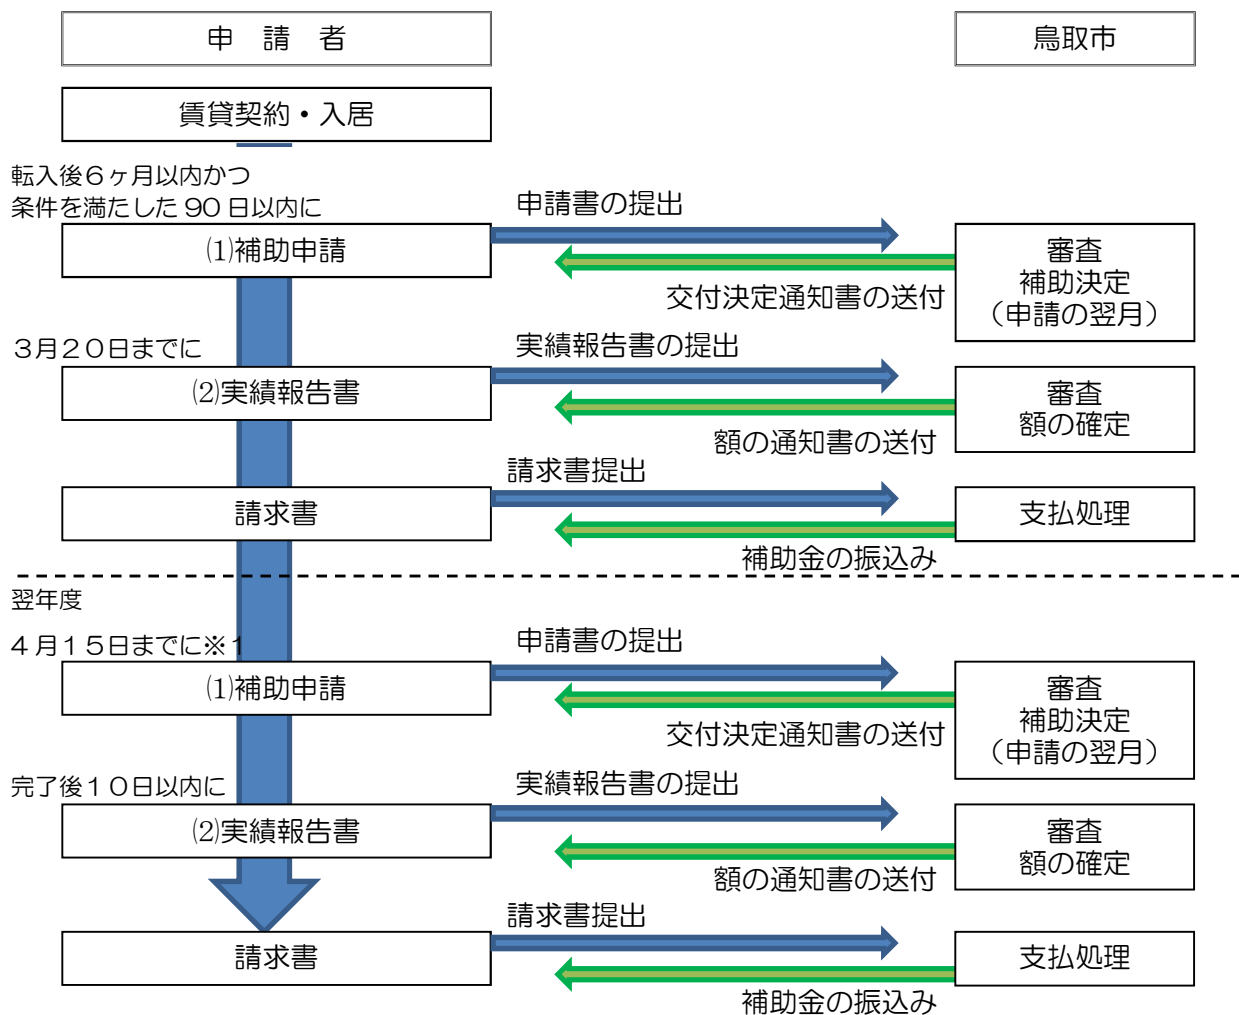 申 請 者
鳥取市
賃貸契約・入居
転入後６ヶ月以内かつ
条件を満たした 90 日以内に
申請書の提出
⑴補助申請
審査
補助決定
（申請の翌月）
交付決定通知書の送付
３月２０日までに
実績報告書の提出
⑵実績報告書
審査
額の確定
額の通知書の送付
請求書提出
請求書
支払処理
補助金の振込み
翌年度
４月１５日までに※１
申請書の提出
⑴補助申請
審査
補助決定
（申請の翌月）
交付決定通知書の送付
完了後１０日以内に
実績報告書の提出
⑵実績報告書
審査
額の確定
額の通知書の送付
請求書提出
請求書
支払処理
補助金の振込み